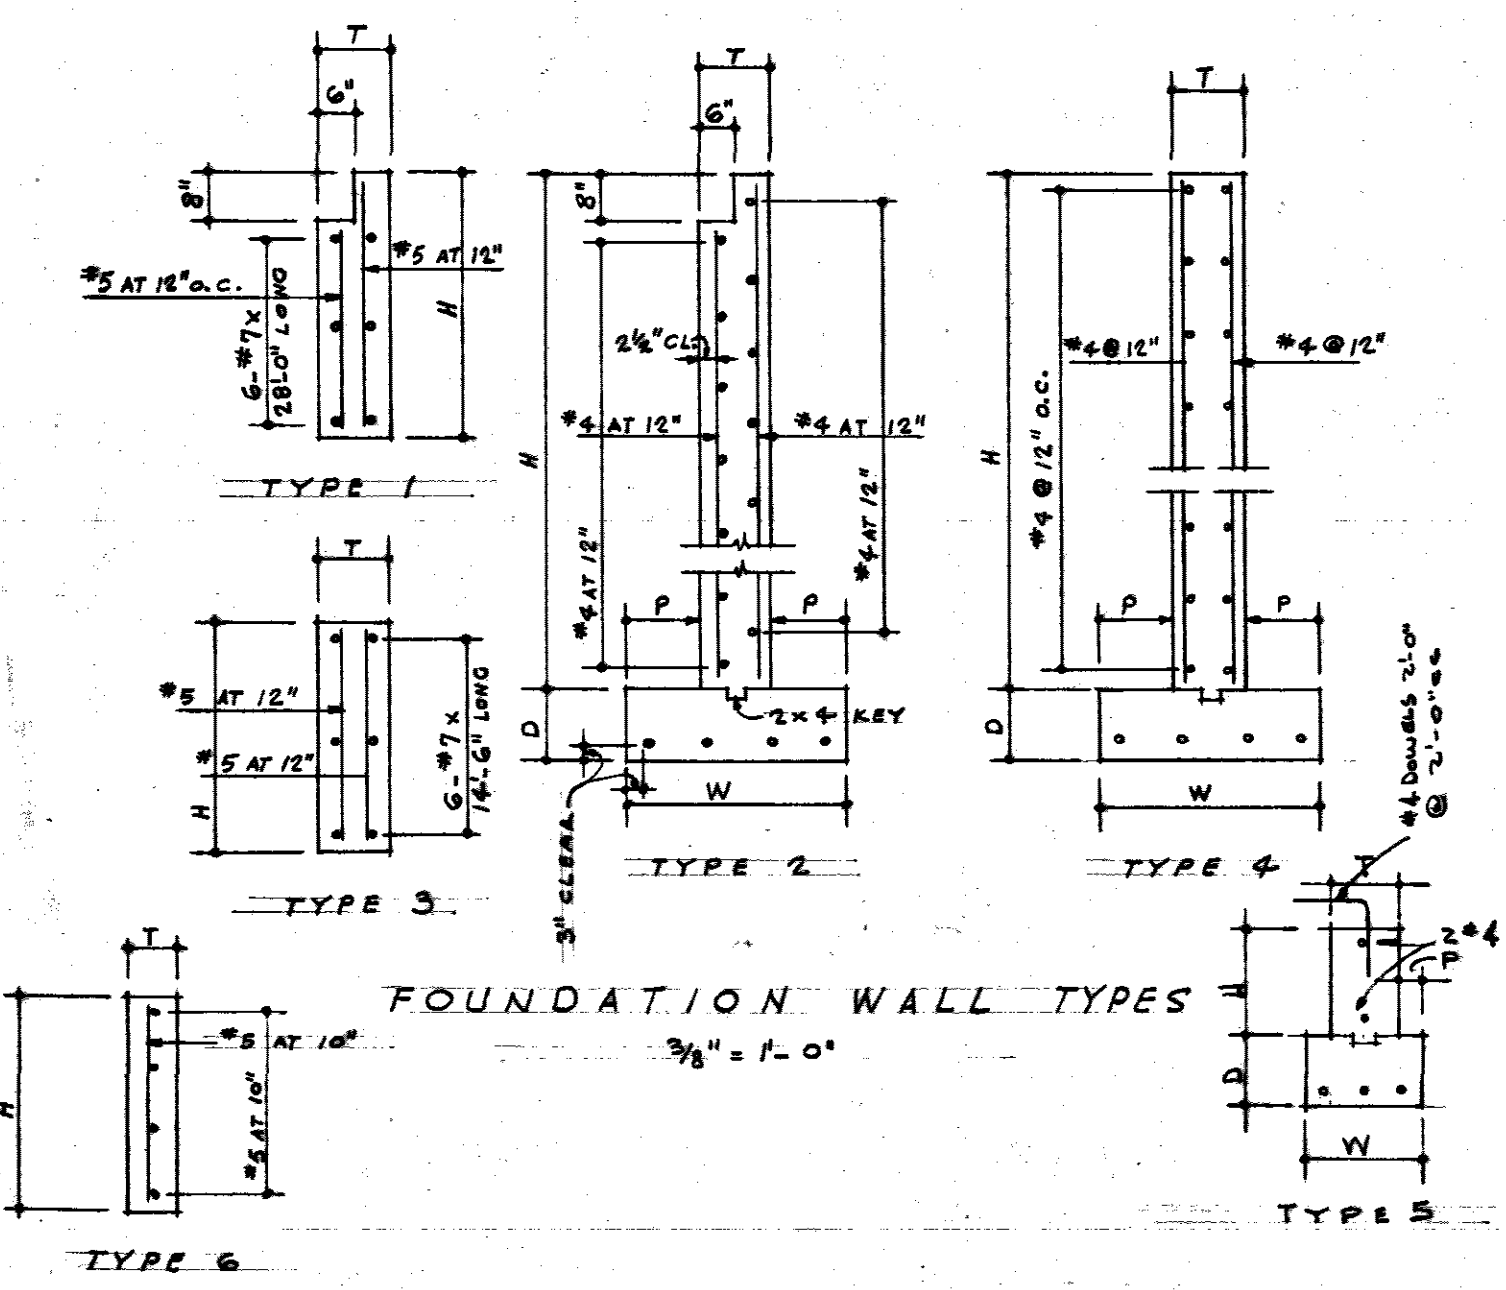 T
6"
8"
#5 AT 12" O.C.
#5 AT 12"
6-#7 x
28'-0" LONG
H
TYPE 1
T
6"
8"
2½" CL.
#4 AT 12"
#4 AT 12"
#4 AT 12"
#4 AT 12"
H
P
P
D
2 x 4 KEY
W
3" CLEAR
TYPE 2
T
#5 AT 12"
#5 AT 12"
6-#7 x
14'-6" LONG
H
TYPE 3
T
#4 @ 12"
#4 @ 12"
#4 @ 12" O.C.
H
P
P
D
W
TYPE 4
#4 DOWELS 2'-0"
@ 2'-0" oc
T
2 #4
P
H
D
W
TYPE 5
T
#5 AT 10"
#5 AT 10"
H
TYPE 6
FOUNDATION WALL TYPES
3/8" = 1'-0"